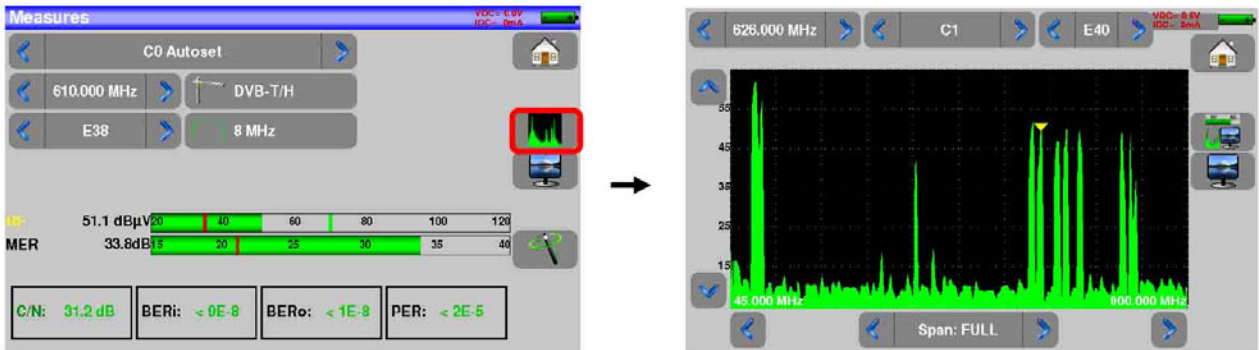 Measures
VDC= 0.0V
IDC= 0mA
C0 Autoset
610.000 MHz
DVB-T/H
E38
8 MHz
RF 51.1 dBµV 20 40 60 80 100 120
MER 33.8dB 15 20 25 30 35 40
C/N: 31.2 dB
BERi: < 9E-8
BERo: < 1E-8
PER: < 2E-5
626.000 MHz
C1
E40
VDC= 0.0V
IDC= 0mA
55
45
35
25
15
45.000 MHz
900.000 MHz
Span: FULL